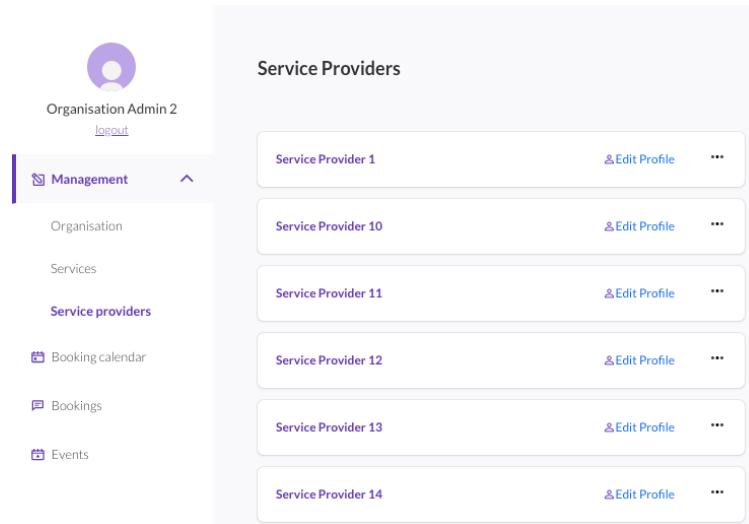 Organisation Admin 2
logout
Management
Organisation
Services
Service providers
Booking calendar
Bookings
Events
Service Providers
Service Provider 1 Edit Profile
Service Provider 10 Edit Profile
Service Provider 11 Edit Profile
Service Provider 12 Edit Profile
Service Provider 13 Edit Profile
Service Provider 14 Edit Profile